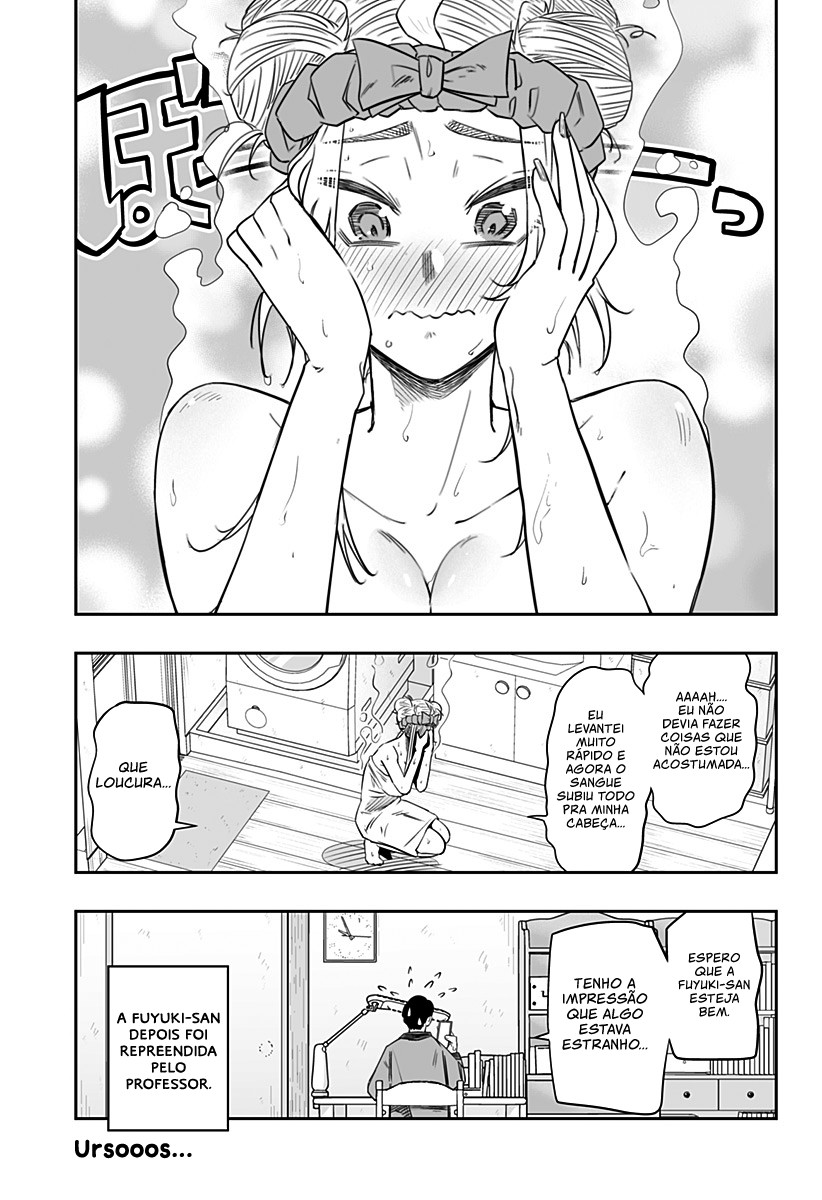 ぽーっ
AAAAH....
EU NÃO
DEVIA FAZER
COISAS QUE
NÃO ESTOU
ACOSTUMADA...
EU
LEVANTEI
MUITO
RÁPIDO E
AGORA O
SANGUE
SUBIU TODO
PRA MINHA
CABEÇA...
QUE
LOUCURA...
ESPERO
QUE A
FUYUKI-SAN
ESTEJA
BEM.
TENHO A
IMPRESSÃO
QUE ALGO
ESTAVA
ESTRANHO...
A FUYUKI-SAN
DEPOIS FOI
REPREENDIDA
PELO
PROFESSOR.
Ursooos...